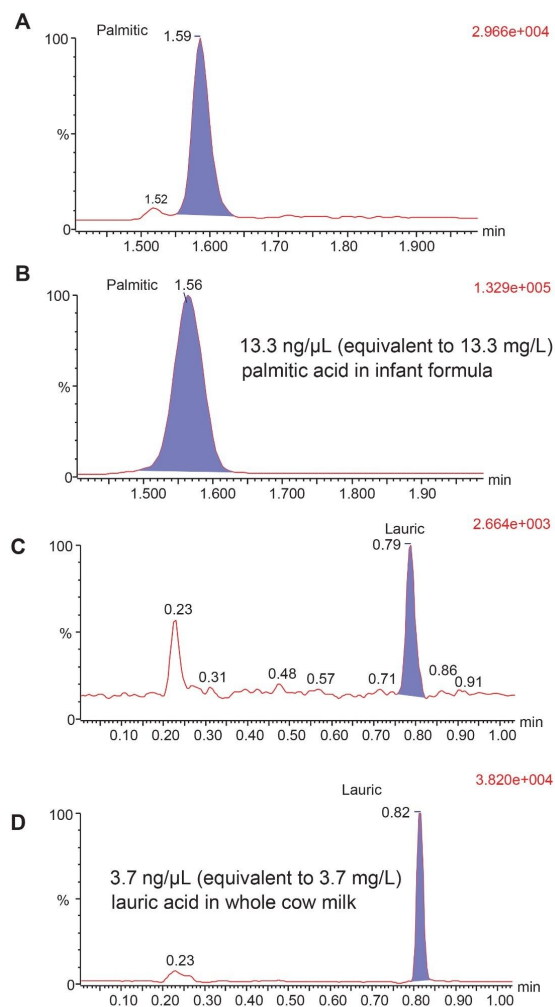 A
Palmitic
1.59
2.966e+004
100
%
1.52
0
1.500 1.600 1.70 1.80 1.900 min
B
Palmitic 1.56
1.329e+005
100
13.3 ng/µL (equivalent to 13.3 mg/L)
palmitic acid in infant formula
%
0
1.500 1.600 1.700 1.800 1.90 min
C
Lauric
2.664e+003
100
0.79
0.23
%
0.31 0.48 0.57 0.71 0.86 0.91
0
0.10 0.20 0.30 0.40 0.50 0.60 0.70 0.80 0.90 1.00 min
D
Lauric
3.820e+004
100
0.82
3.7 ng/µL (equivalent to 3.7 mg/L)
lauric acid in whole cow milk
%
0.23
0
0.10 0.20 0.30 0.40 0.50 0.60 0.70 0.80 0.90 1.00 min